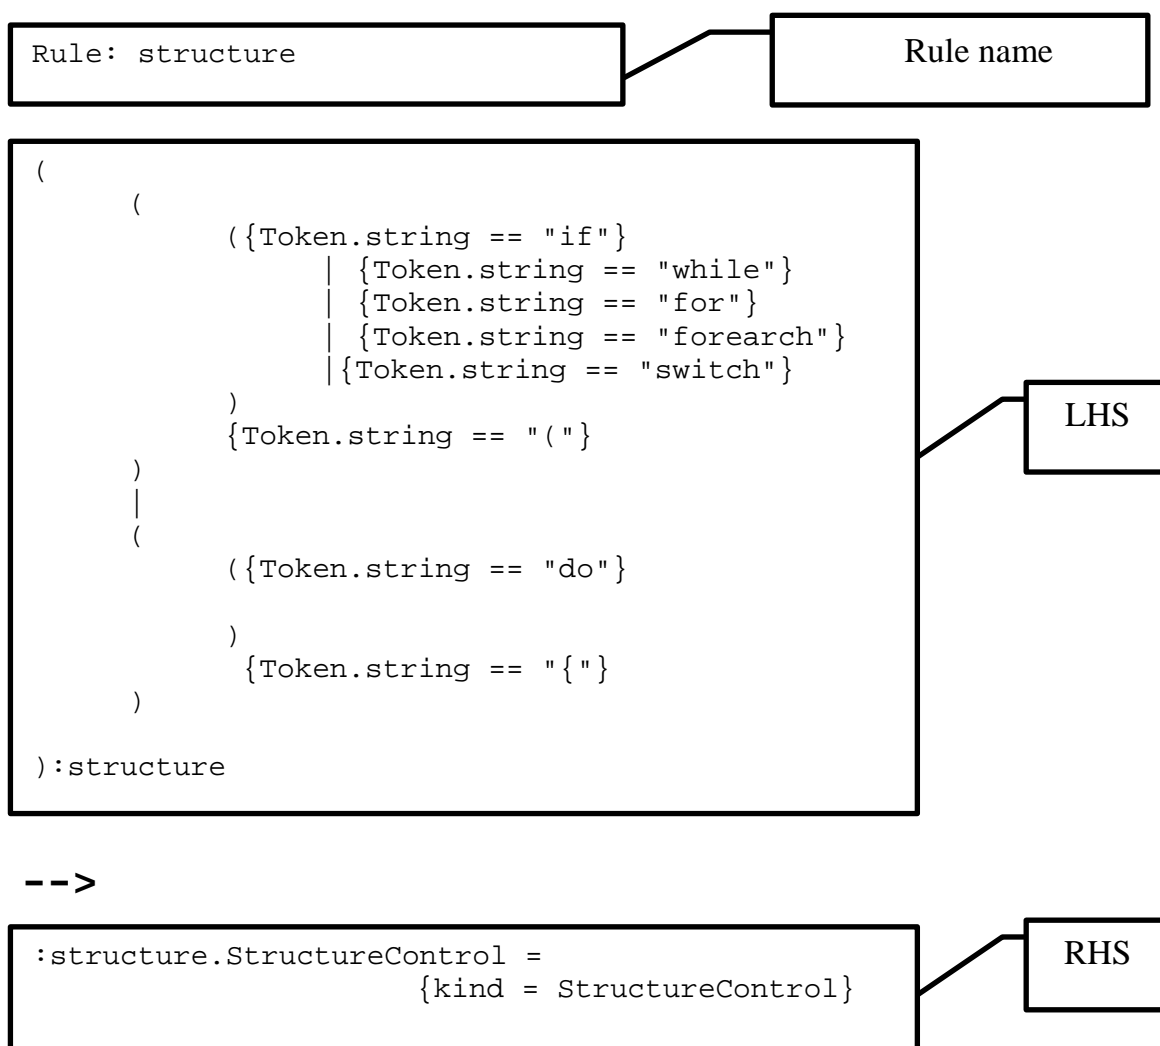 Rule: structure
Rule name
(
(
({Token.string == "if"}
| {Token.string == "while"}
| {Token.string == "for"}
| {Token.string == "forearch"}
|{Token.string == "switch"}
)
{Token.string == "("}
)
|
(
({Token.string == "do"}
)
{Token.string == "{"}
)
):structure
LHS
-->
:structure.StructureControl =
{kind = StructureControl}
RHS